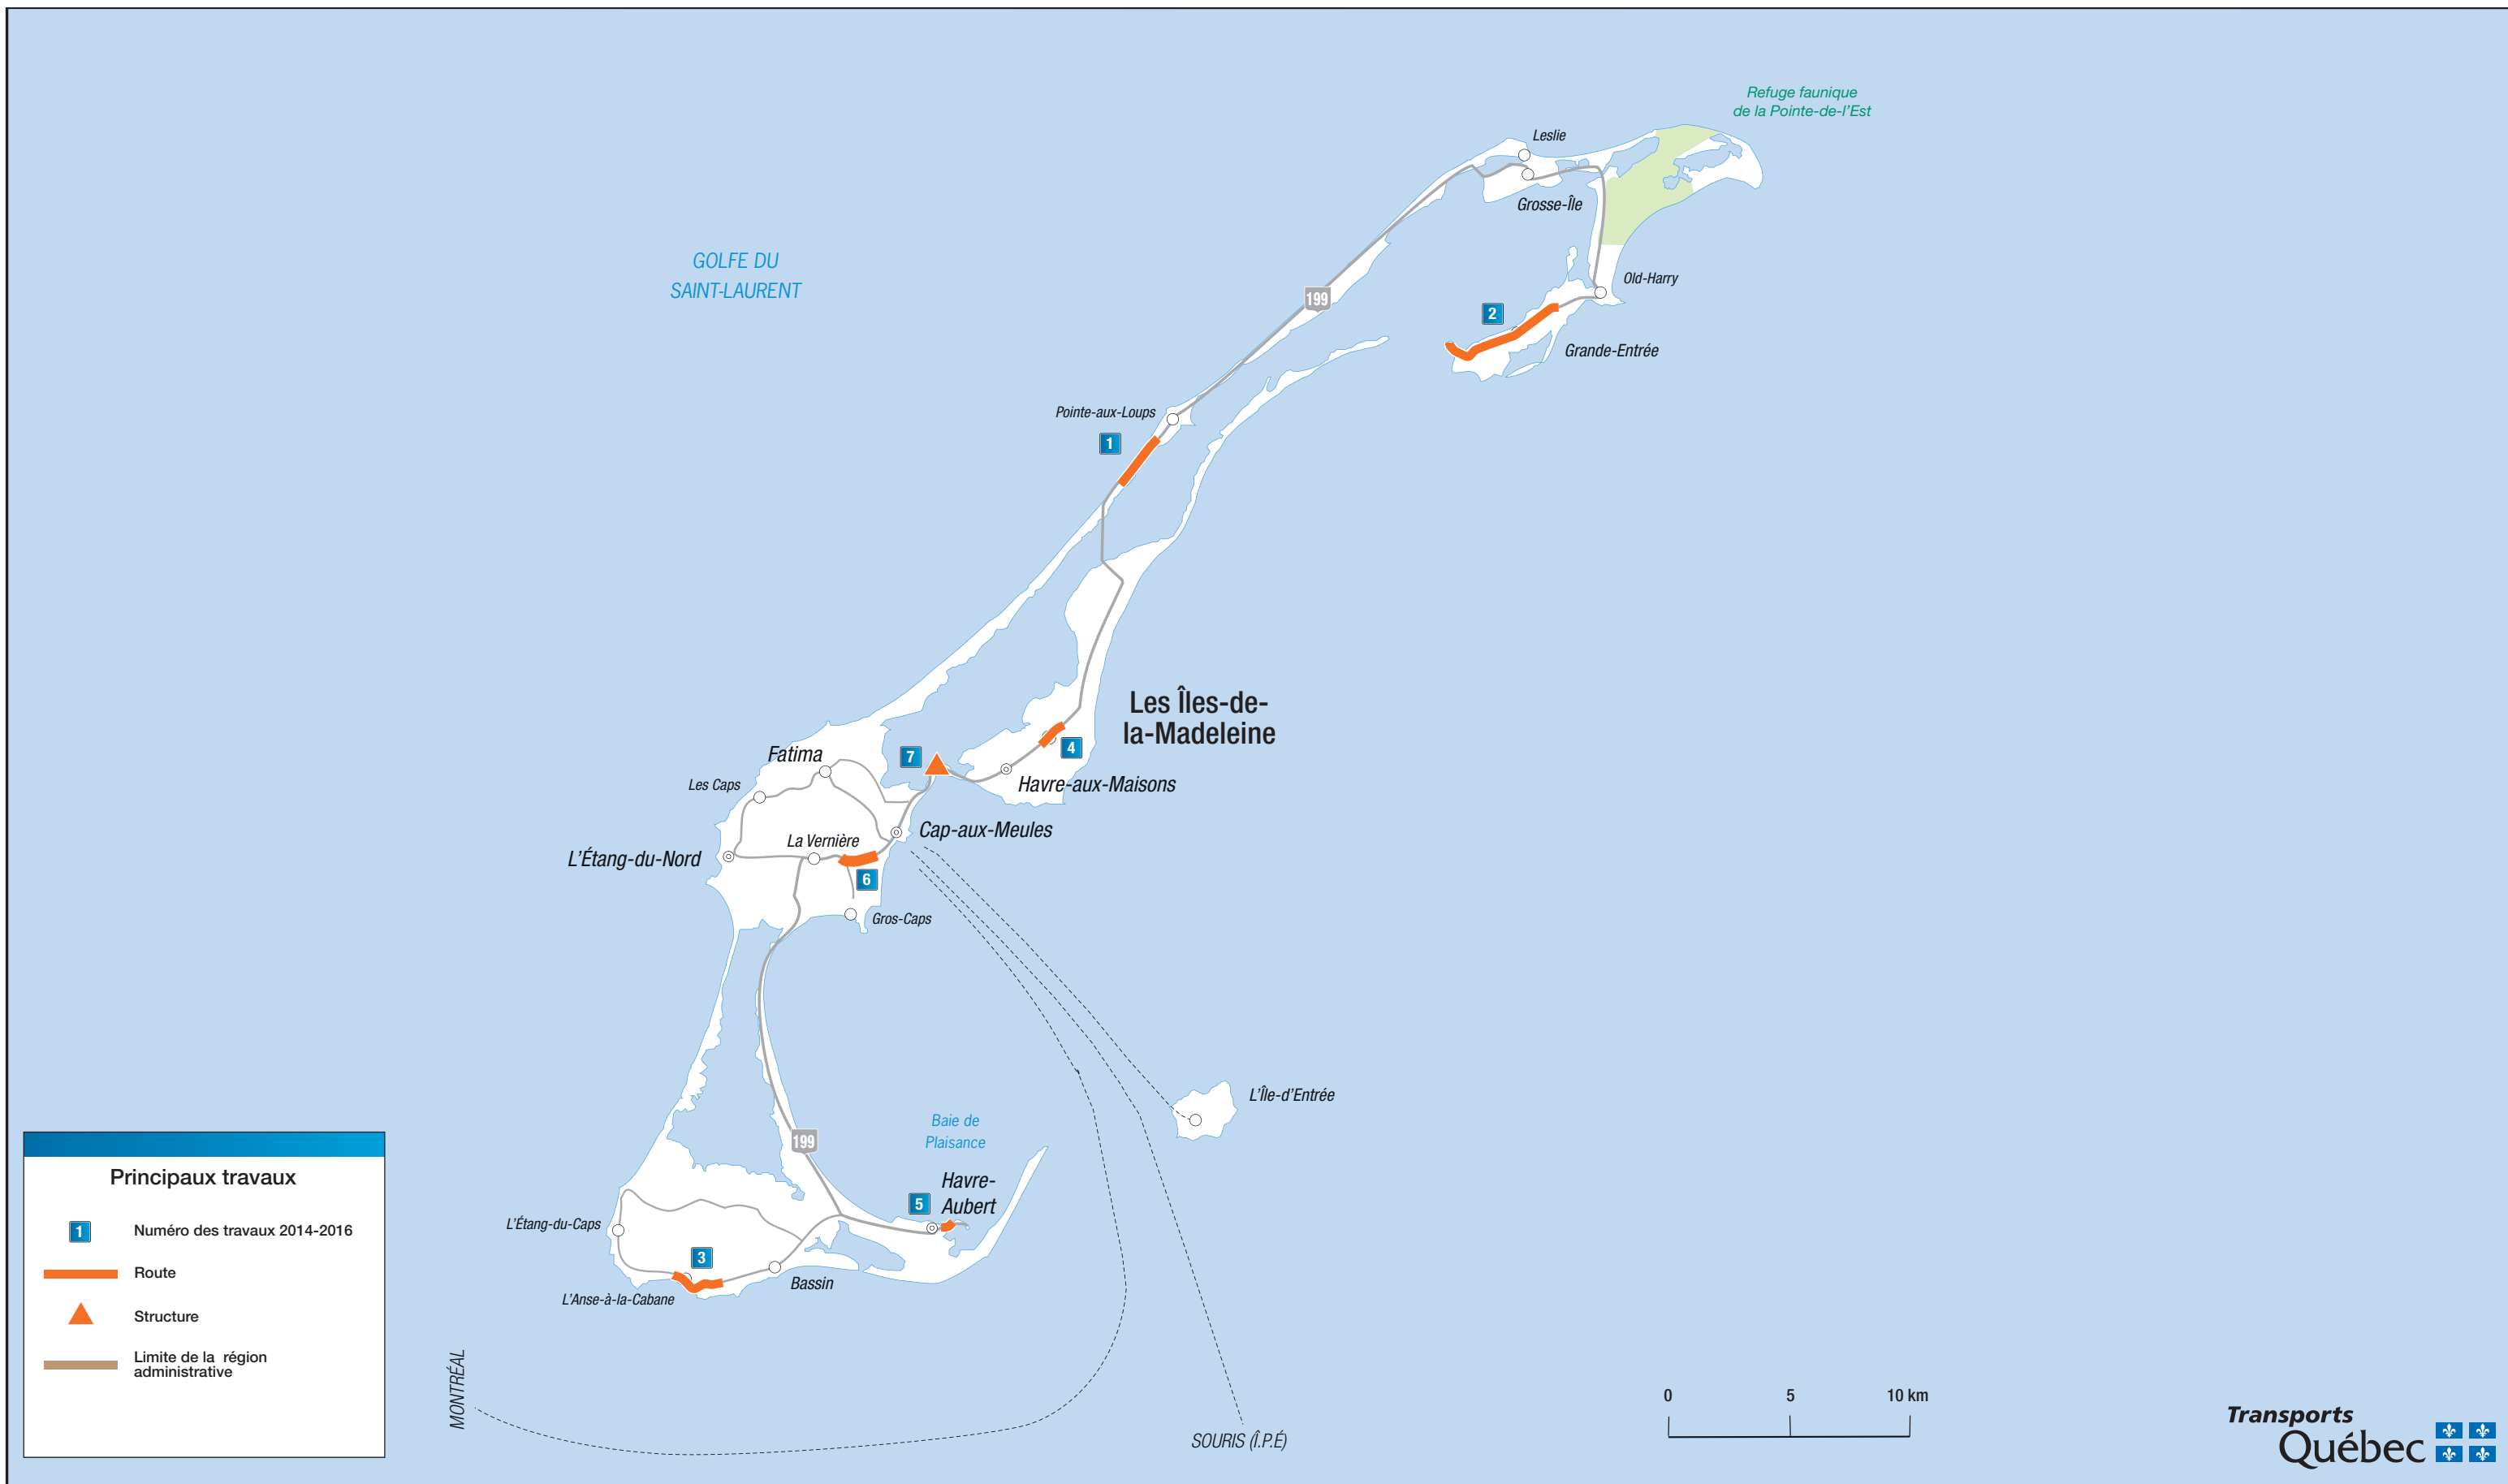 Refuge faunique
de la Pointe-de-l'Est
Leslie
Grosse-Île
GOLFE DU
SAINT-LAURENT
Old-Harry
199
2
Grande-Entrée
Pointe-aux-Loups
1
Les Îles-de-
la-Madeleine
Fatima
7
4
Les Caps
Havre-aux-Maisons
La Vernière
Cap-aux-Meules
L'Étang-du-Nord
6
Gros-Caps
L'Île-d'Entrée
Baie de
Plaisance
199
Havre-
Aubert
5
L'Étang-du-Caps
3
Bassin
L'Anse-à-la-Cabane
MONTRÉAL
SOURIS (Î.P.É)
Principaux travaux
1
Numéro des travaux 2014-2016
Route
Structure
Limite de la région
administrative
0 5 10 km
Transports
Québec